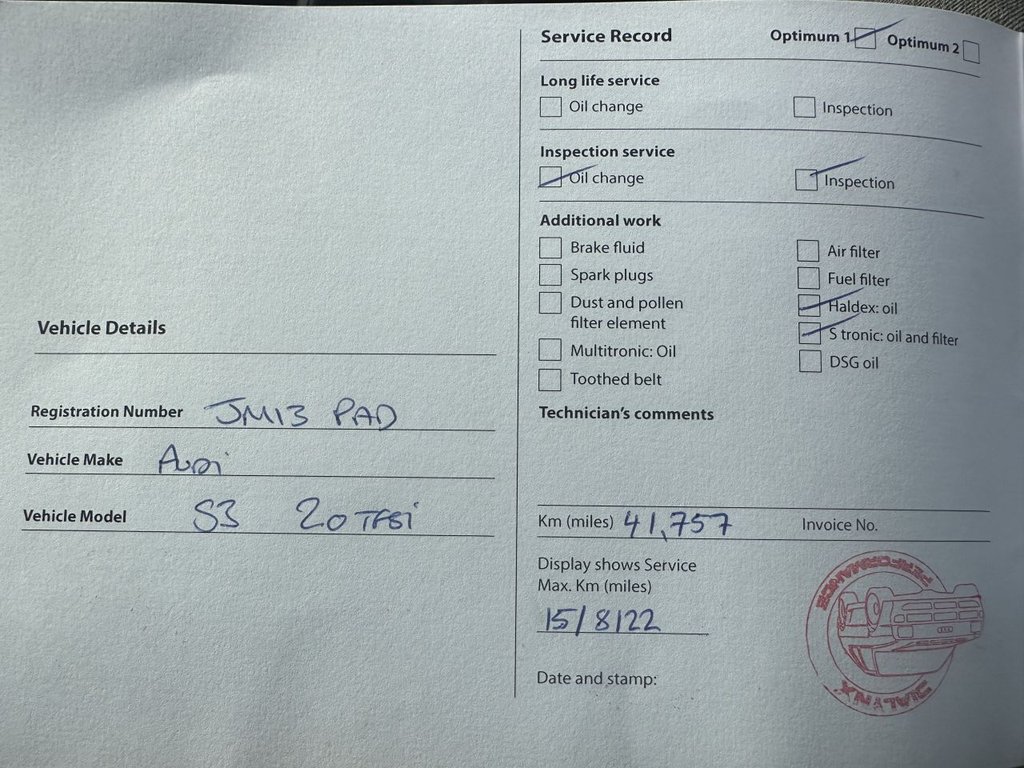 Service Record
Optimum 1
Optimum 2
Long life service
Oil change
Inspection
Inspection service
Oil change
Inspection
Additional work
Brake fluid
Air filter
Spark plugs
Fuel filter
Dust and pollen
filter element
Haldex: oil
S tronic: oil and filter
Multitronic: Oil
DSG oil
Toothed belt
Technician's comments
Km (miles) 41,757
Invoice No.
Display shows Service
Max. Km (miles)
15/8/22
Date and stamp:
PERFORMANCE
DIALYNX
Vehicle Details
Registration Number JM13 PAD
Vehicle Make Audi
Vehicle Model S3 2.0 TFSi